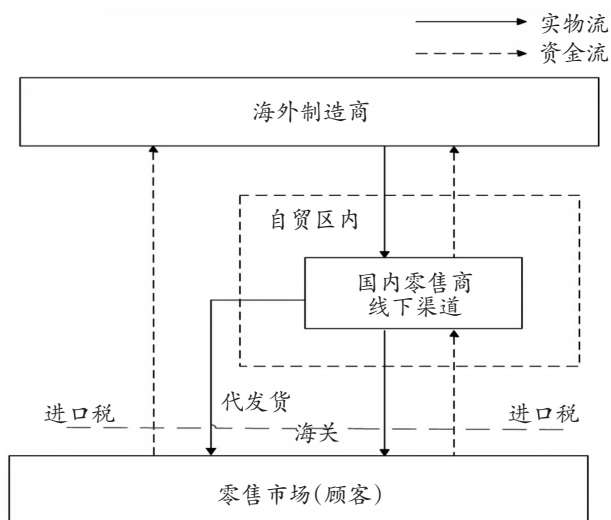 实物流
资金流
海外制造商
自贸区内
国内零售商
线下渠道
代发货
进口税
海关
进口税
零售市场(顾客)